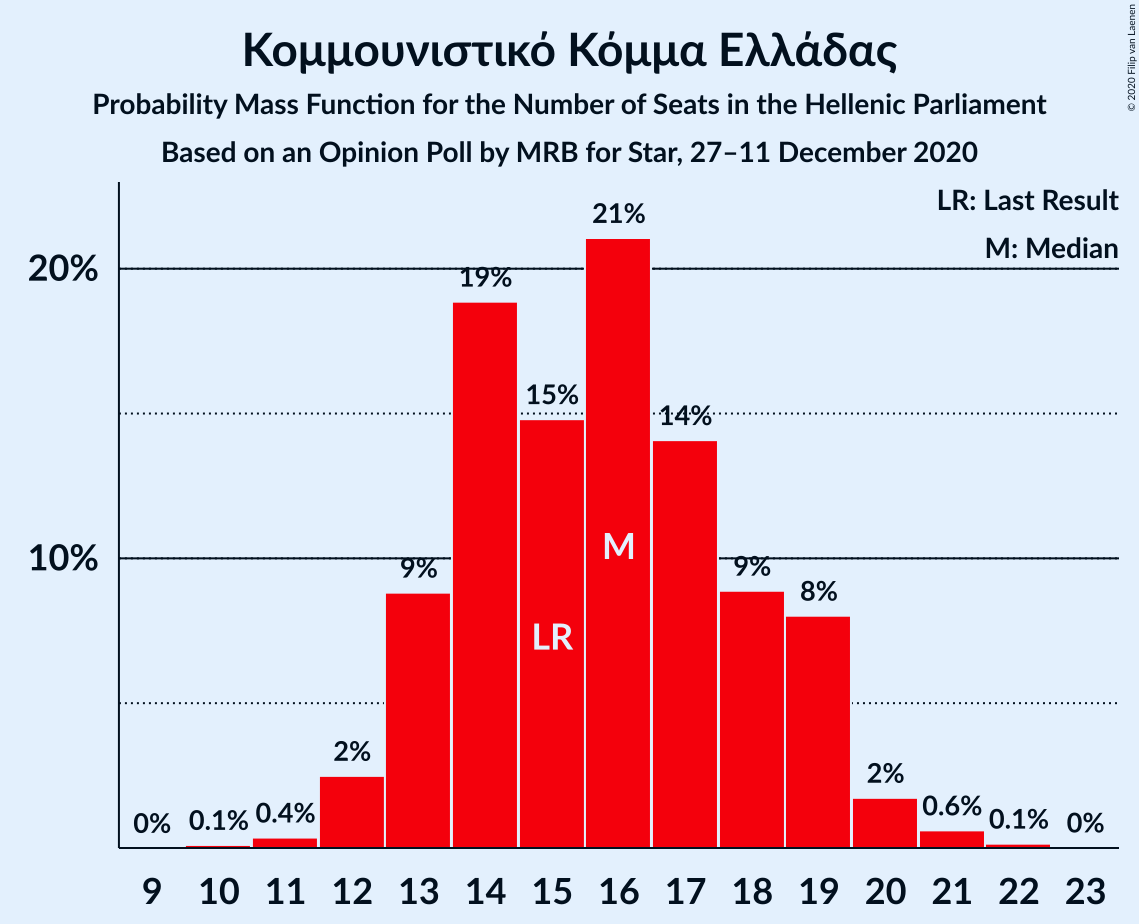 Κομμουνιστικό Κόμμα Ελλάδας
Probability Mass Function for the Number of Seats in the Hellenic Parliament
Based on an Opinion Poll by MRB for Star, 27–11 December 2020
© 2020 Filip van Laenen
LR: Last Result
M: Median
20%
10%
0% 0.1% 0.4% 2% 9% 19% 15% 21% 14% 9% 8% 2% 0.6% 0.1% 0%
M
LR
9 10 11 12 13 14 15 16 17 18 19 20 21 22 23